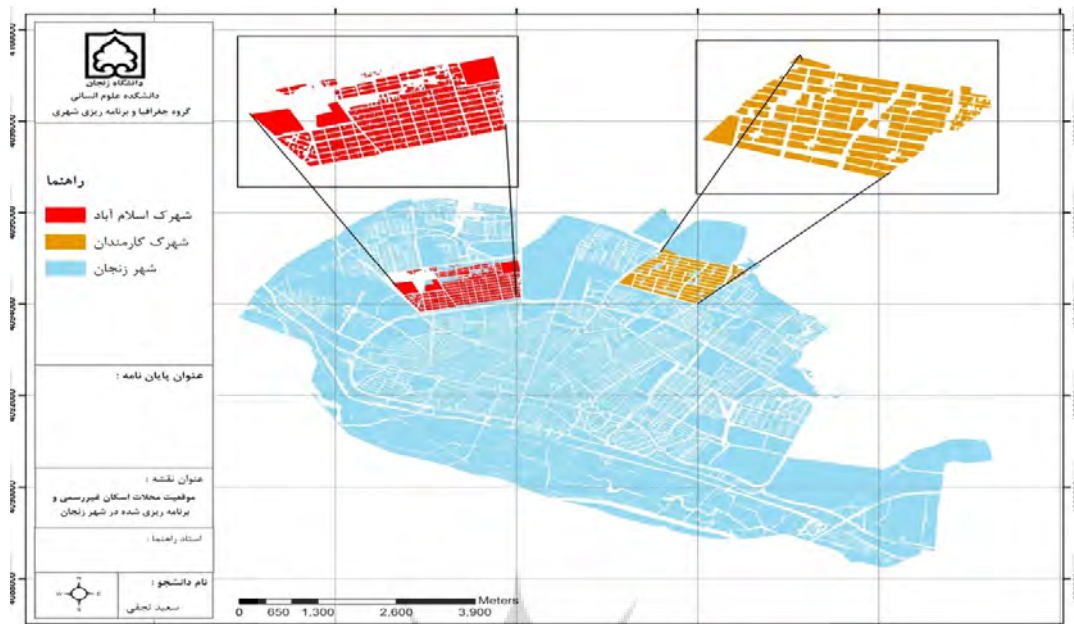 دانشگاه زنجان
دانشکده علوم انسانی
گروه جغرافیا و برنامه ریزی شهری
راهنما
شهرک اسلام آباد
شهرک کارمندان
شهر زنجان
عنوان پایان نامه :
عنوان نقشه :
موقعیت محلات اسکان غیررسمی و
برنامه ریزی شده در شهر زنجان
استاد راهنما :
نام دانشجو :
سعید نجفی
N
W E
S
Meters
0 650 1,300 2,600 3,900